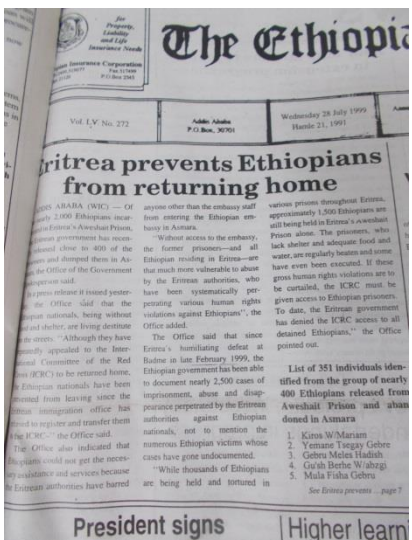 for
Property,
Liability
and Life
Insurance Needs
Insurance Corporation
P.O.Box 2545
The Ethiopi
Vol. LV No. 272
Addis Ababa
P.O.Box, 30701
Wednesday 28 July 1999
Hamle 21, 1991
Eritrea prevents Ethiopians
from returning home
ADDIS ABABA (WIC) — Of
nearly 2,000 Ethiopians incar-
in Eritrea's Aweshait Prison,
government has recen-
released close to 400 of the
and dumped them in As-
the Office of the Government
said.
press release it issued yester-
the Office said that the
nationals, being without
and shelter, are living destitute
the streets. "Although they have
appealed to the Inter-
Committee of the Red
(ICRC) to be returned home,
Ethiopian nationals have been
from leaving since the
immigration office has
to register and transfer them
ICRC-" the Office said.
The Office also indicated that
Ethiopians could not get the neces-
assistance and services because
Eritrean authorities have barred
anyone other than the embassy staff
from entering the Ethiopian em-
bassy in Asmara.
"Without access to the embassy,
the former prisoners—and all
Ethiopian residing in Eritrea—are
that much more vulnerable to abuse
by the Eritrean authorities, who
have been systematically per-
petrating various human rights
violations against Ethiopians", the
Office added.
The Office said that since
Eritrea's humiliating defeat at
Badme in late February 1999, the
Ethiopian government has been able
to document nearly 2,500 cases of
imprisonment, abuse and disap-
pearance perpetrated by the Eritrean
authorities against Ethiopian
nationals, not to mention the
numerous Ethiopian victims whose
cases have gone undocumented.
"While thousands of Ethiopians
are being held and tortured in
various prisons throughout Eritrea,
approximately 1,500 Ethiopians are
still being held in Eritrea's Aweshait
Prison alone. The prisoners, who
lack shelter and adequate food and
water, are regularly beaten and some
have even been executed. If these
gross human rights violations are to
be curtailed, the ICRC must be
given access to Ethiopian prisoners.
To date, the Eritrean government
has denied the ICRC access to all
detained Ethiopians," the Office
pointed out.
List of 351 individuals iden-
tified from the group of nearly
400 Ethiopians released from
Aweshait Prison and aban
doned in Asmara
1. Kiros W/Mariam
2. Yemane Tsegay Gebre
3. Gebru Meles Hadish
4. Gu'sh Berhe W/abzgi
5. Mula Fisha Gebru
See Eritrea prevents ... page 7
President signs
Higher learn